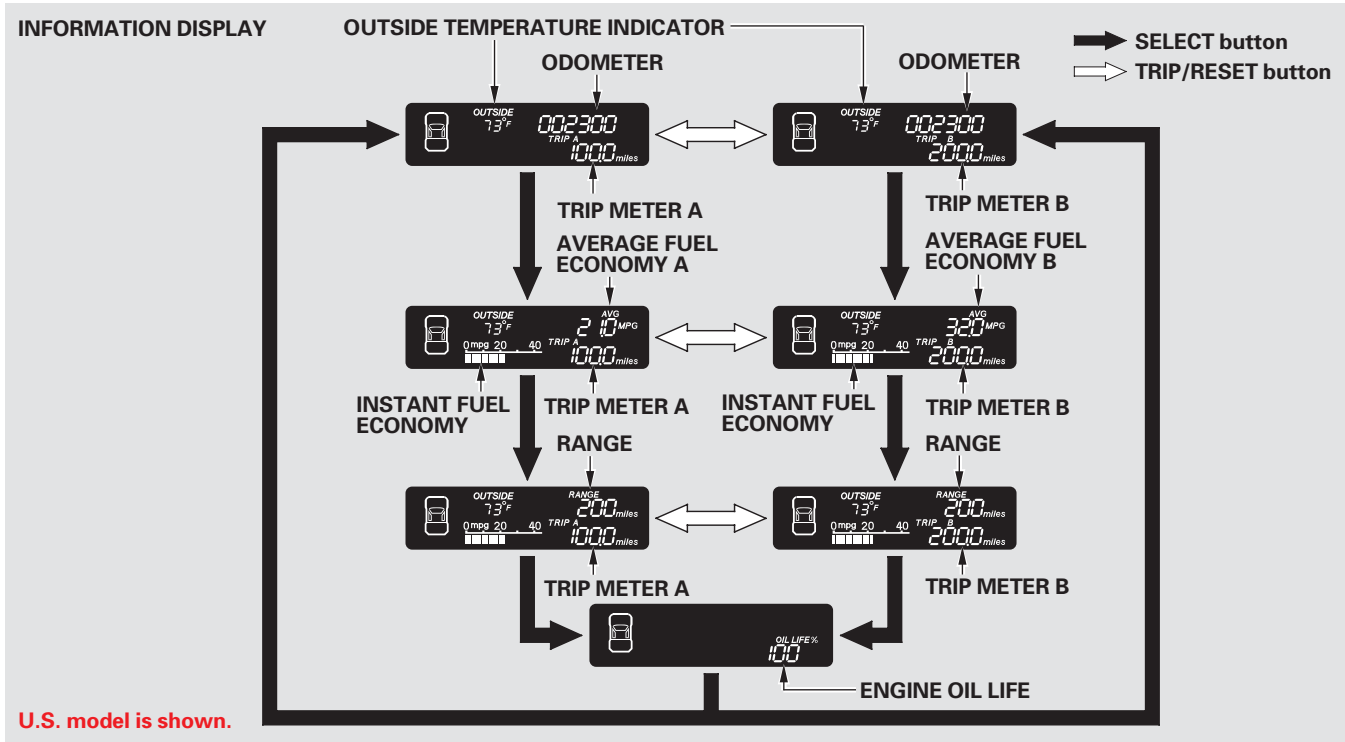 INFORMATION DISPLAY
OUTSIDE TEMPERATURE INDICATOR
SELECT button
TRIP/RESET button
ODOMETER
ODOMETER
OUTSIDE
73°F
002300
TRIP A
100.0 miles
OUTSIDE
73°F
002300
TRIP B
200.0 miles
TRIP METER A
TRIP METER B
AVERAGE FUEL
ECONOMY A
AVERAGE FUEL
ECONOMY B
OUTSIDE
73°F
AVG
21.0 MPG
0 mpg 20 . 40
TRIP A
100.0 miles
OUTSIDE
73°F
AVG
32.0 MPG
0 mpg 20 . 40
TRIP B
200.0 miles
INSTANT FUEL
ECONOMY
TRIP METER A
INSTANT FUEL
ECONOMY
TRIP METER B
RANGE
RANGE
OUTSIDE
73°F
RANGE
200 miles
0 mpg 20 . 40
TRIP A
100.0 miles
OUTSIDE
73°F
RANGE
200 miles
0 mpg 20 . 40
TRIP B
200.0 miles
TRIP METER A
TRIP METER B
OIL LIFE %
100
ENGINE OIL LIFE
U.S. model is shown.